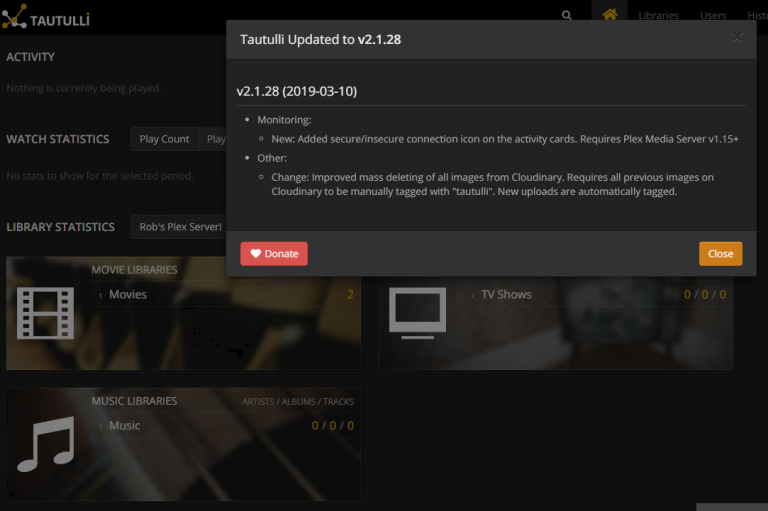 TAUTULLI
Libraries
Users
Tautulli Updated to v2.1.28
ACTIVITY
Nothing is currently being played.
v2.1.28 (2019-03-10)
Monitoring:
New: Added secure/insecure connection icon on the activity cards. Requires Plex Media Server v1.15+
Other:
Change: Improved mass deleting of all images from Cloudinary. Requires all previous images on
Cloudinary to be manually tagged with "tautulli". New uploads are automatically tagged.
WATCH STATISTICS
Play Count
Play
No stats to show for the selected period.
LIBRARY STATISTICS
Rob's Plex Server!
Donate
Close
MOVIE LIBRARIES
1 Movies 2
1 TV Shows 0 / 0 / 0
MUSIC LIBRARIES ARTISTS / ALBUMS / TRACKS
1 Music 0 / 0 / 0